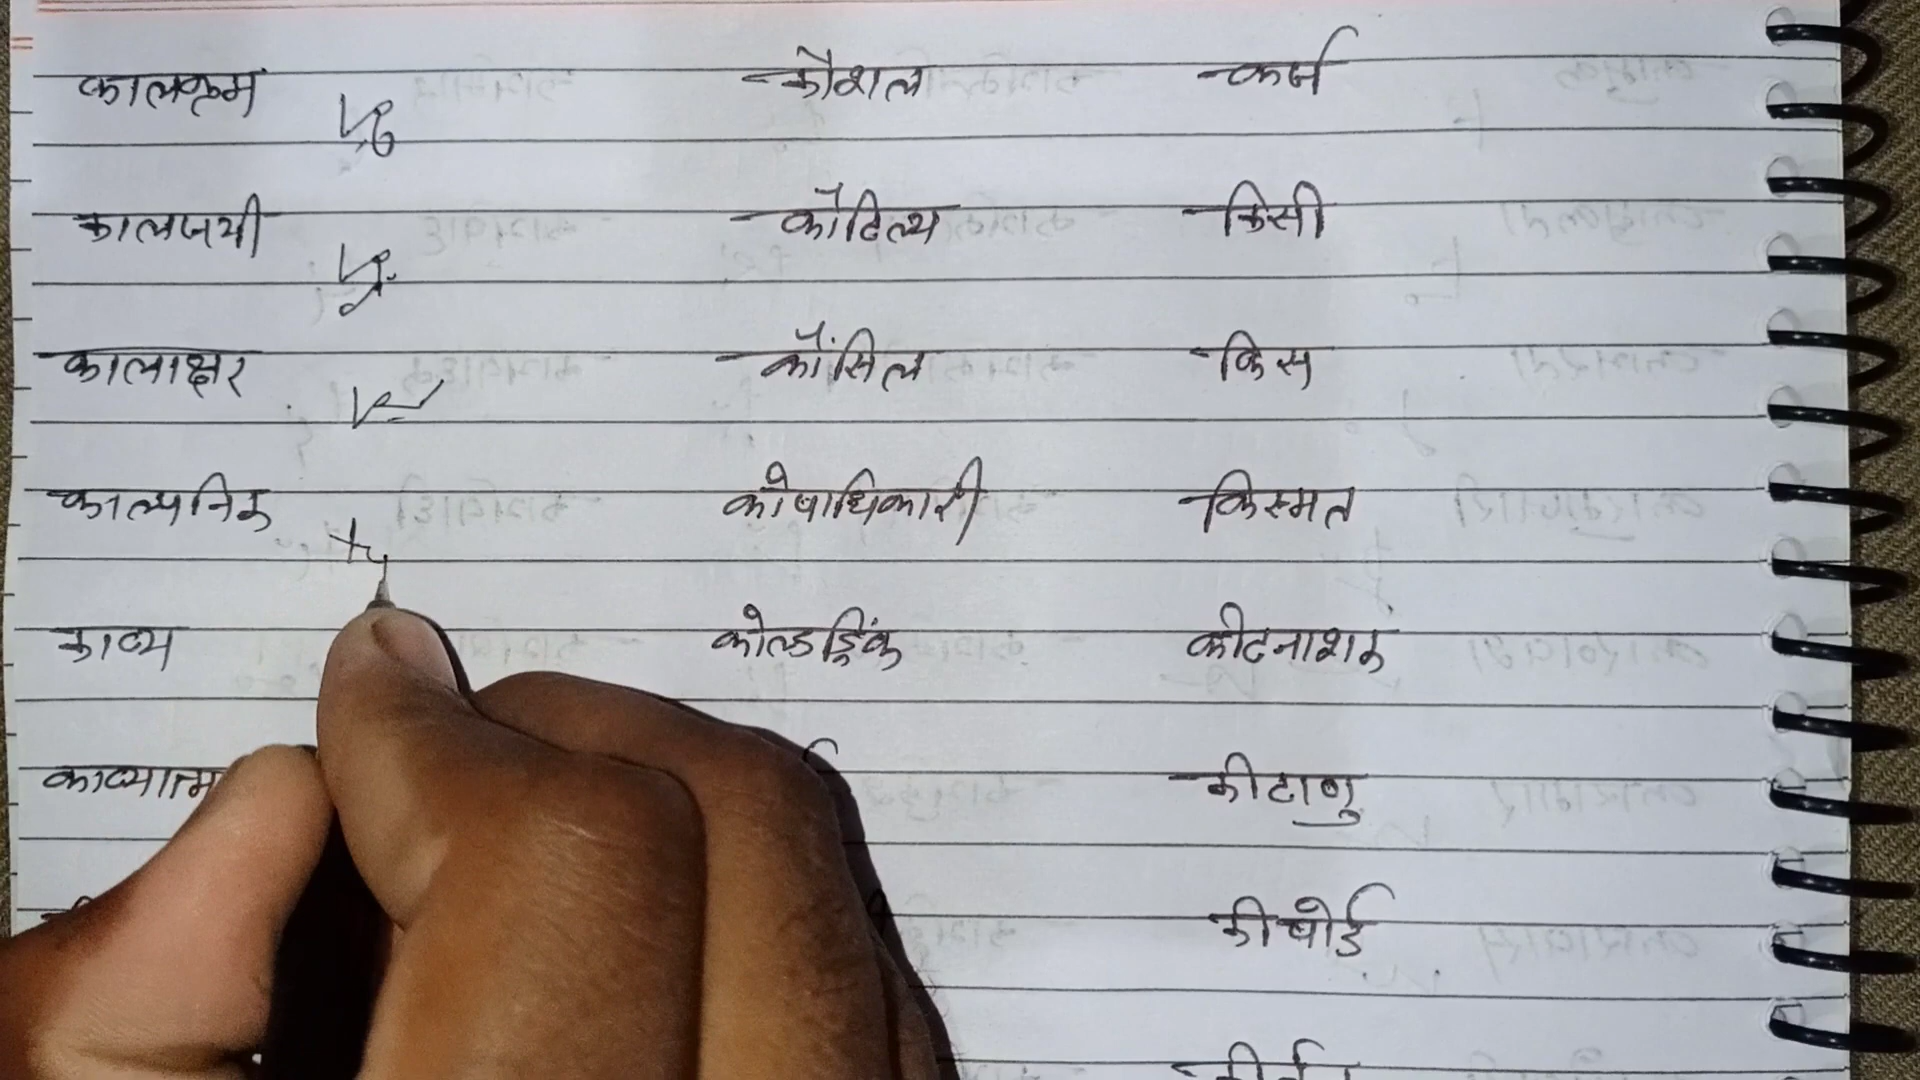 कालक्रम कौशल कर्ज
कालजयी कौटिल्य किसी
कालाक्षर कौंसिल किस
काल्पनिक कोषाधिकारी किस्मत
काव्य कोल्डड्रिंक कीटनाशक
काव्यात्म कीटाणु
कीबोर्ड